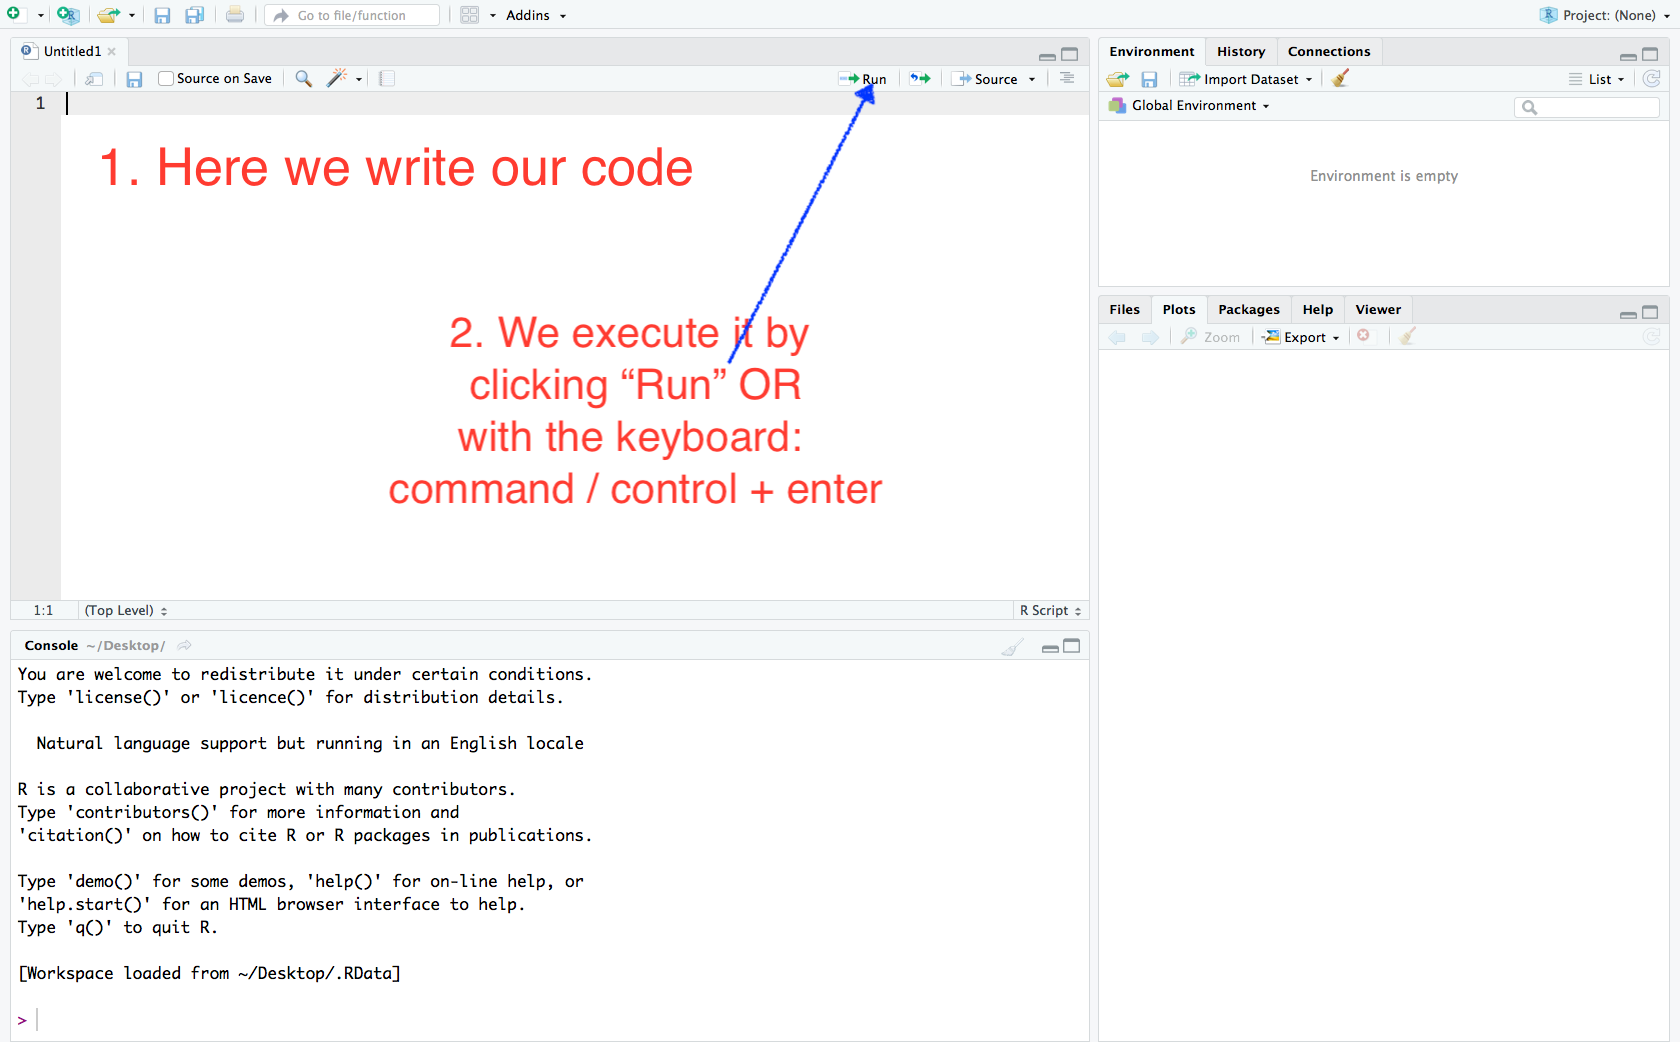 Go to file/function
Addins
Project: (None)
Untitled1
Source on Save
Run
Source
1
1. Here we write our code
2. We execute it by
clicking “Run” OR
with the keyboard:
command / control + enter
1:1
(Top Level)
R Script
Console ~/Desktop/
You are welcome to redistribute it under certain conditions.
Type 'license()' or 'licence()' for distribution details.
Natural language support but running in an English locale
R is a collaborative project with many contributors.
Type 'contributors()' for more information and
'citation()' on how to cite R or R packages in publications.
Type 'demo()' for some demos, 'help()' for on-line help, or
'help.start()' for an HTML browser interface to help.
Type 'q()' to quit R.
[Workspace loaded from ~/Desktop/.RData]
>
Environment History Connections
Import Dataset
List
Global Environment
Environment is empty
Files Plots Packages Help Viewer
Zoom
Export